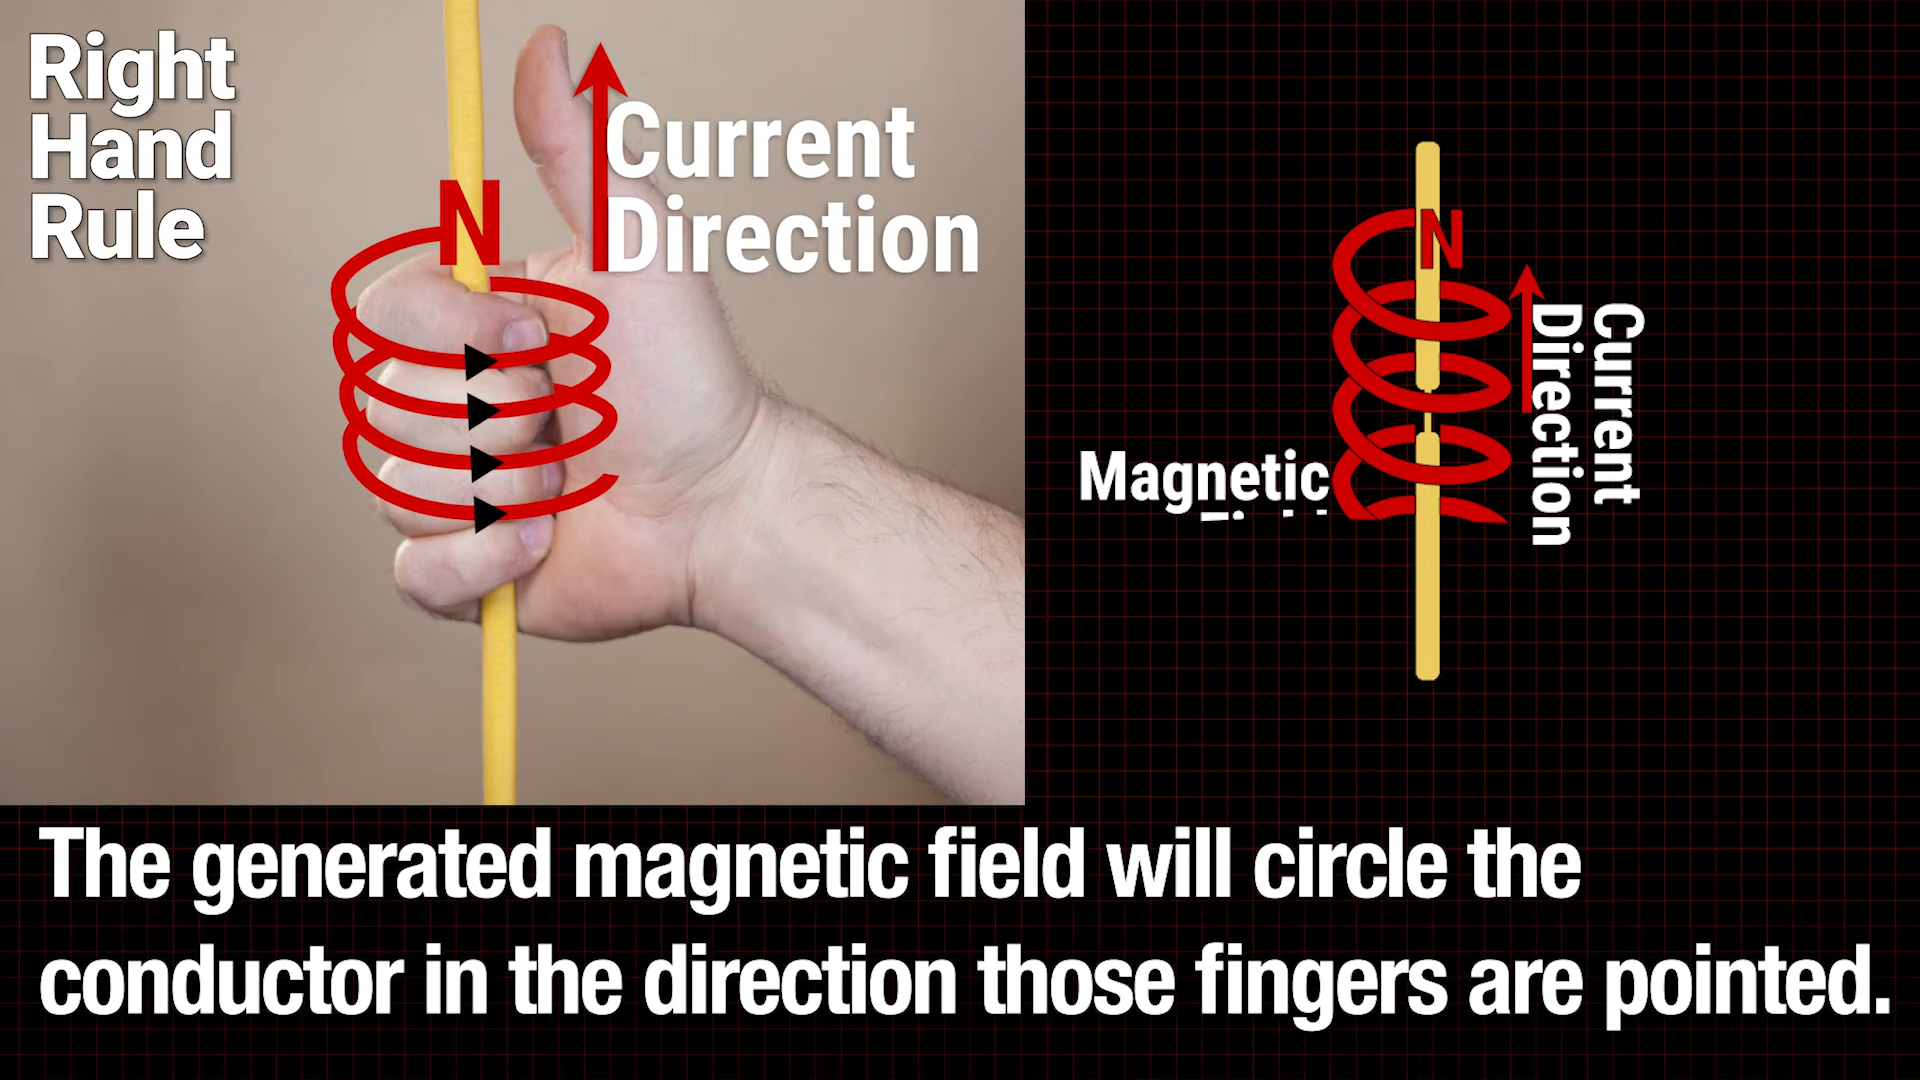 Right
Hand
Rule
Current
Direction
N
N
Current
Direction
Magnetic
The generated magnetic field will circle the
conductor in the direction those fingers are pointed.